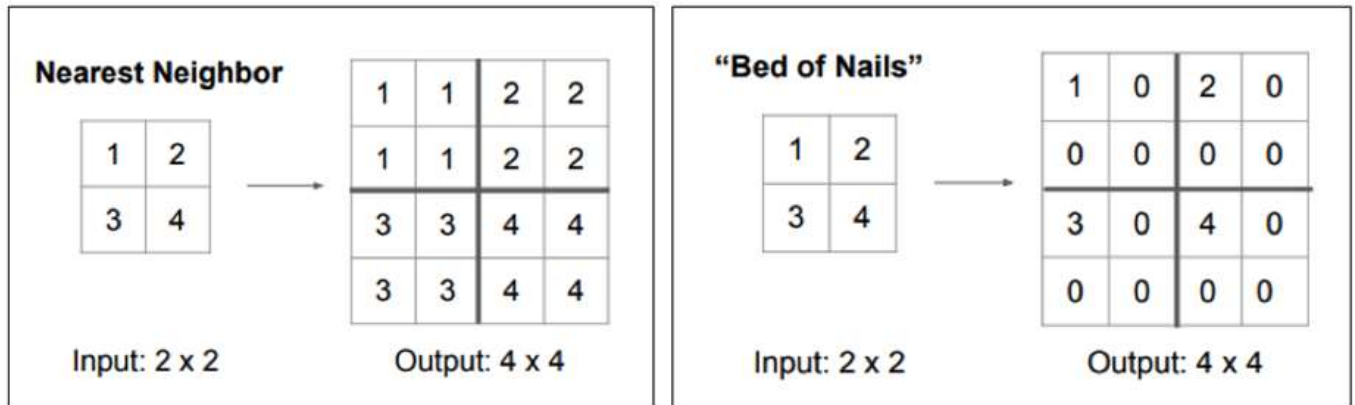 Nearest Neighbor
1 2
3 4
1 1 2 2
1 1 2 2
3 3 4 4
3 3 4 4
Input: 2 x 2
Output: 4 x 4
“Bed of Nails”
1 2
3 4
1 0 2 0
0 0 0 0
3 0 4 0
0 0 0 0
Input: 2 x 2
Output: 4 x 4